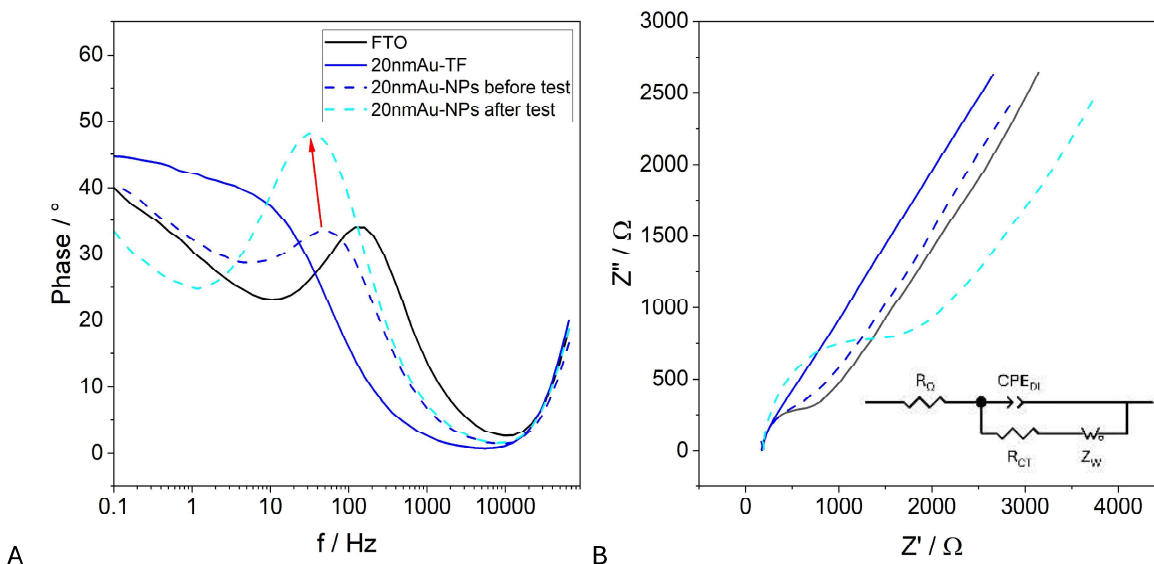 FTO
20nmAu-TF
20nmAu-NPs before test
20nmAu-NPs after test
60
50
40
30
20
10
0
Phase / °
0.1 1 10 100 1000 10000
f / Hz
A
3000
2500
2000
1500
1000
500
0
Z'' / Ω
RΩ
CPEDL
RCT
ZW
0 1000 2000 3000 4000
Z' / Ω
B